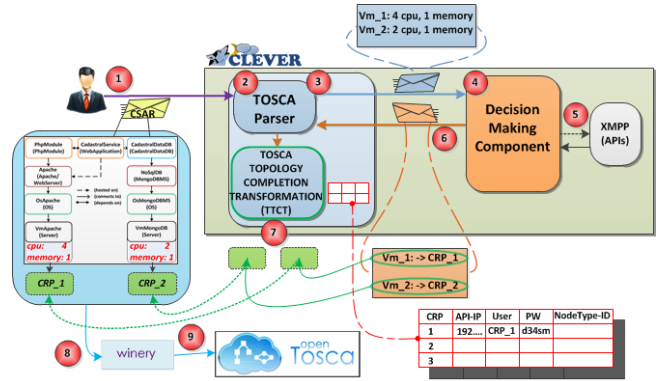 Vm_1: 4 cpu, 1 memory
Vm_2: 2 cpu, 1 memory
CLEVER
1
2
3
4
TOSCA
Parser
Decision
Making
Component
5
XMPP
(APIs)
6
CSAR
PhpModule
(PhpModule)
CadastralService
(WebApplication)
CadastralDataDB
(CadastralDataD)
Apache
(Apache/
WebServer)
NoSqlDB
(MongoDBMS)
(hosted on)
(connects to)
(depends on)
OsApache
(OS)
OsMongoDBMS
(OS)
VmApache
(Server)
VmMongoDB
(Server)
cpu: 4
memory: 1
cpu: 2
memory: 1
CRP_1
CRP_2
TOSCA
TOPOLOGY
COMPLETION
TRANSFORMATION
(TTCT)
7
Vm_1: -> CRP_1
Vm_2: -> CRP_2
CRP API-IP User PW NodeType-ID
1 192.... CRP_1 d34sm
2
3
8
winery
9
open
Tosca